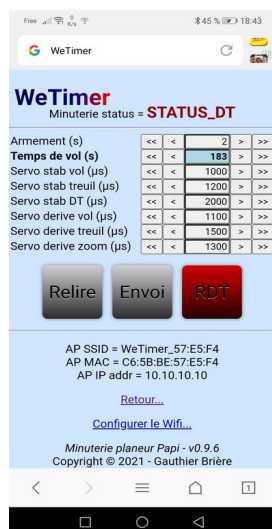 Free 0 K/s 45 % 18:43
G WeTimer
WeTimer
Minuterie status = STATUS_DT
Armement (s) << < 2 > >>
Temps de vol (s) << < 183 > >>
Servo stab vol (µs) << < 1000 > >>
Servo stab treuil (µs) << < 1200 > >>
Servo stab DT (µs) << < 2000 > >>
Servo derive vol (µs) << < 1100 > >>
Servo derive treuil (µs) << < 1500 > >>
Servo derive zoom (µs) << < 1300 > >>
Relire Envoi RDT
AP SSID = WeTimer_57:E5:F4
AP MAC = C6:5B:BE:57:E5:F4
AP IP addr = 10.10.10.10
Retour...
Configurer le Wifi...
Minuterie planeur Papi - v0.9.6
Copyright © 2021 - Gauthier Brière
1